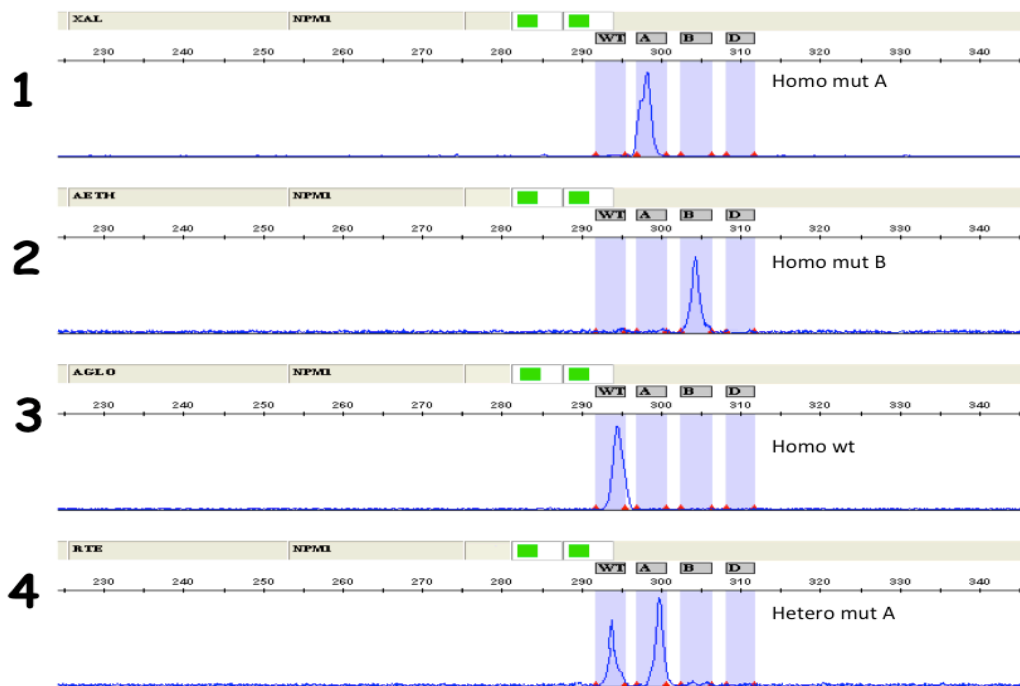 XAL NPM1
WT A B D
230 240 250 260 270 280 290 300 310 320 330 340
1
Homo mut A
AETH NPM1
WT A B D
230 240 250 260 270 280 290 300 310 320 330 340
2
Homo mut B
AGLO NPM1
WT A B D
230 240 250 260 270 280 290 300 310 320 330 340
3
Homo wt
RTE NPM1
WT A B D
230 240 250 260 270 280 290 300 310 320 330 340
4
Hetero mut A